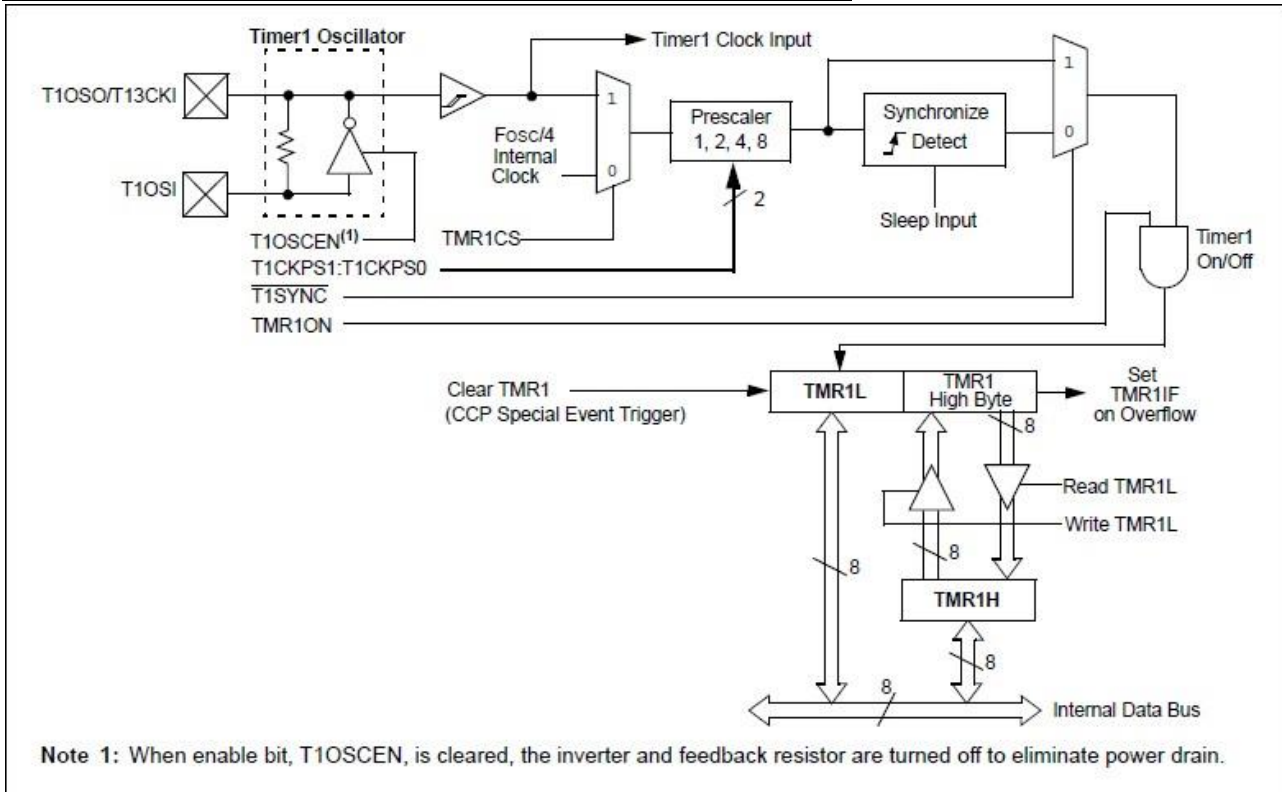 Timer1 Oscillator
Timer1 Clock Input
T1OSO/T13CKI
T1OSI
1
Fosc/4
Internal
Clock
0
Prescaler
1, 2, 4, 8
2
Synchronize
Detect
Sleep Input
1
0
Timer1
On/Off
T1OSCEN(1)
TMR1CS
T1CKPS1:T1CKPS0
T1SYNC
TMR1ON
Clear TMR1
(CCP Special Event Trigger)
TMR1L
TMR1
High Byte
Set
TMR1IF
on Overflow
8
Read TMR1L
Write TMR1L
8
8
TMR1H
8
8
Internal Data Bus
Note 1: When enable bit, T1OSCEN, is cleared, the inverter and feedback resistor are turned off to eliminate power drain.